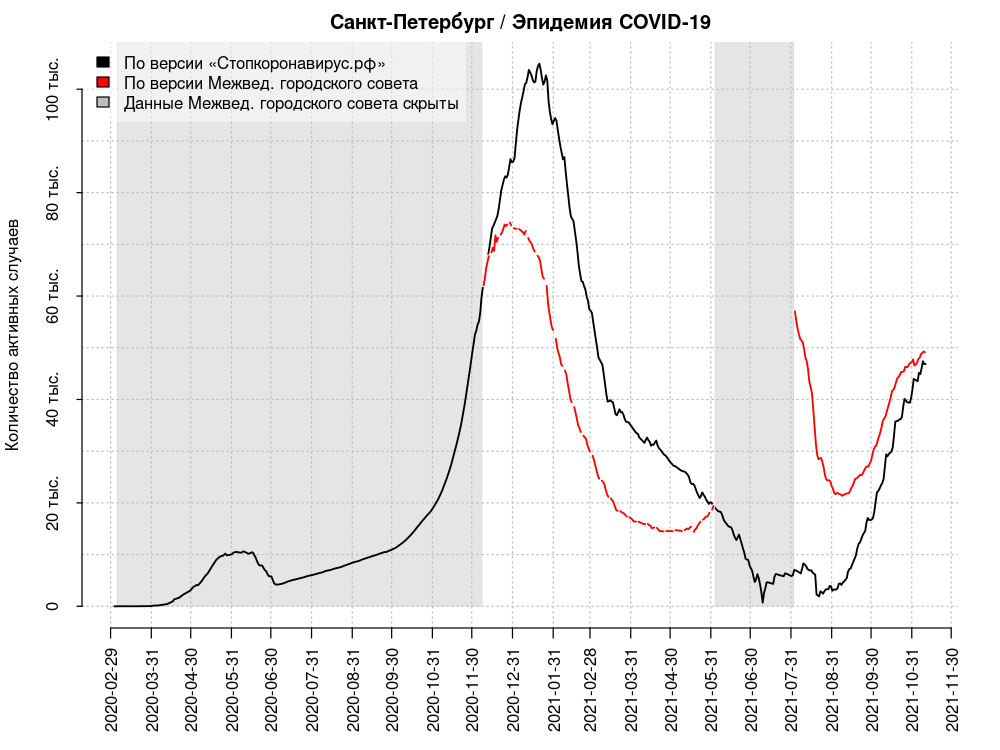 Санкт-Петербург / Эпидемия COVID-19
По версии «Стопкоронавирус.рф»
По версии Межвед. городского совета
Данные Межвед. городского совета скрыты
Количество активных случаев
100 тыс.
80 тыс.
60 тыс.
40 тыс.
20 тыс.
0
2020-02-29
2020-03-31
2020-04-30
2020-05-31
2020-06-30
2020-07-31
2020-08-31
2020-09-30
2020-10-31
2020-11-30
2020-12-31
2021-01-31
2021-02-28
2021-03-31
2021-04-30
2021-05-31
2021-06-30
2021-07-31
2021-08-31
2021-09-30
2021-10-31
2021-11-30